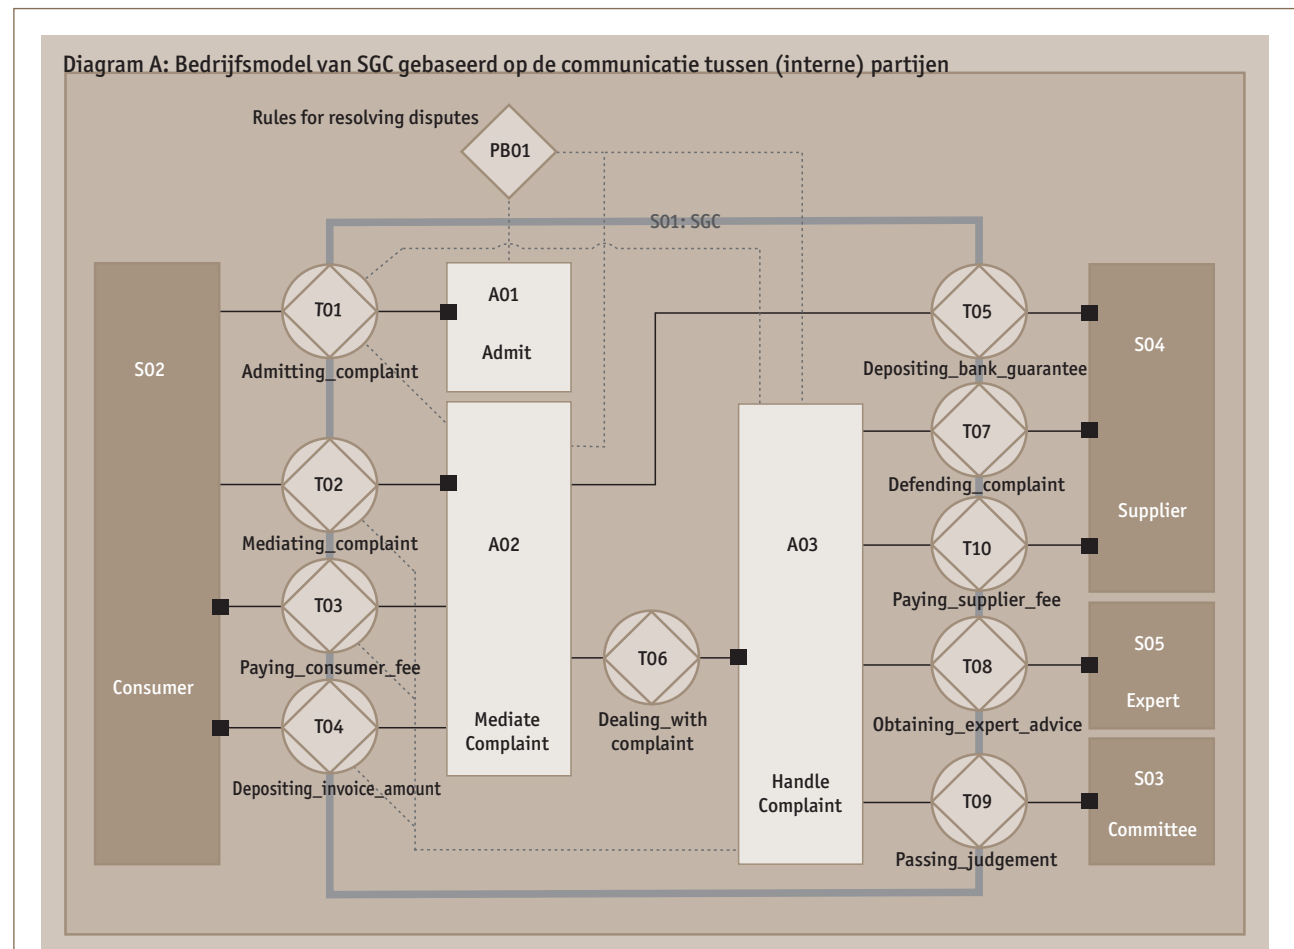 Diagram A: Bedrijfsmodel van SGC gebaseerd op de communicatie tussen (interne) partijen
Rules for resolving disputes
PB01
S01: SGC
S02
Consumer
T01
Admitting_complaint
T02
Mediating_complaint
T03
Paying_consumer_fee
T04
Depositing_invoice_amount
A01
Admit
A02
Mediate
Complaint
T06
Dealing_with
complaint
A03
Handle
Complaint
T05
Depositing_bank_guarantee
T07
Defending_complaint
T10
Paying_supplier_fee
T08
Obtaining_expert_advice
T09
Passing_judgement
S04
Supplier
S05
Expert
S03
Committee